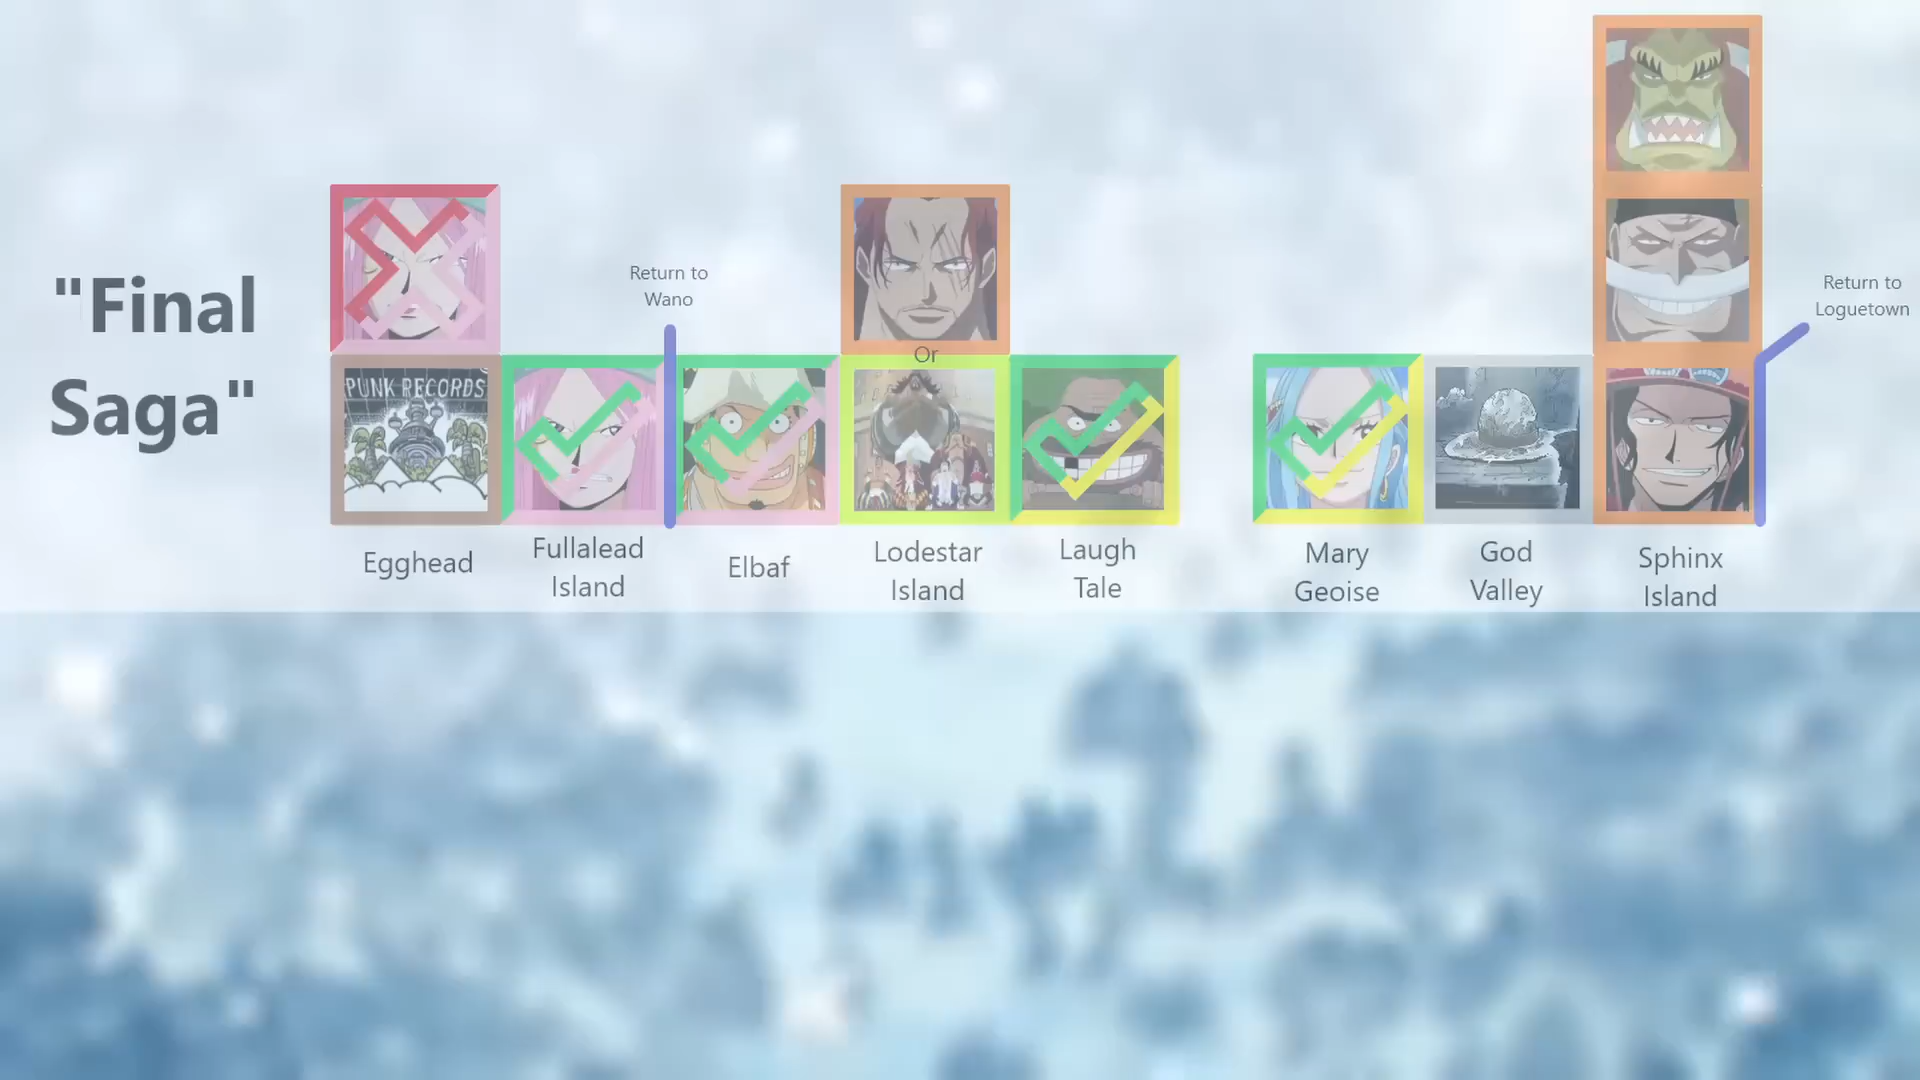 "Final
Saga"
Return to
Wano
Return to
Loguetown
Or
PUNK RECORDS
Egghead
Fullalead
Island
Elbaf
Lodestar
Island
Laugh
Tale
Mary
Geoise
God
Valley
Sphinx
Island